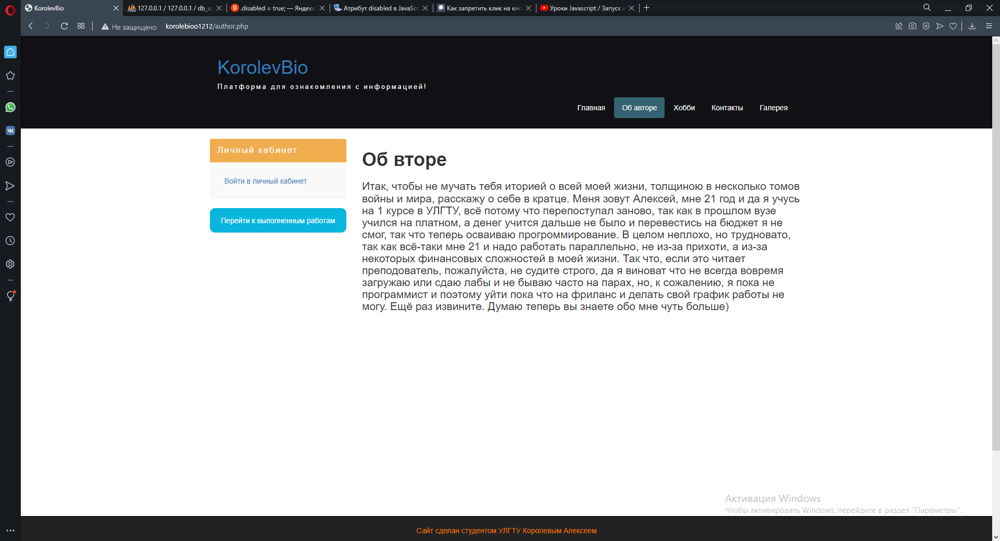 KorolevBio
127.0.0.1 / 127.0.0.1 / db_u
.disabled = true; — Яндекс
Атрибут disabled в JavaSc
Как запретить клик на кно
Уроки Javascript / Запуск
Не защищено
korolebioo1212/author.php
KorolevBio
Платформа для ознакомления с информацией!
Главная
Об авторе
Хобби
Контакты
Галерея
Личный кабинет
Войти в личный кабинет
Перейти к выполненным работам
Об вторе
Итак, чтобы не мучать тебя иторией о всей моей жизни, толщиною в несколько томов
войны и мира, расскажу о себе в кратце. Меня зовут Алексей, мне 21 год и да я учусь
на 1 курсе в УЛГТУ, всё потому что перепоступал заново, так как в прошлом вузе
учился на платном, а денег учится дальше не было и перевестись на бюджет я не
смог, так что теперь осваиваю прогроммирование. В целом неплохо, но трудновато,
так как всё-таки мне 21 и надо работать параллельно, не из-за прихоти, а из-за
некоторых финансовых сложностей в моей жизни. Так что, если это читает
преподователь, пожалуйста, не судите строго, да я виноват что не всегда вовремя
загружаю или сдаю лабы и не бываю часто на парах, но, к сожалению, я пока не
программист и поэтому уйти пока что на фриланс и делать свой график работы не
могу. Ещё раз извините. Думаю теперь вы знаете обо мне чуть больше)
Активация Windows
Чтобы активировать Windows, перейдите в раздел "Параметры".
Сайт сделан студентом УЛГТУ Королевым Алексеем